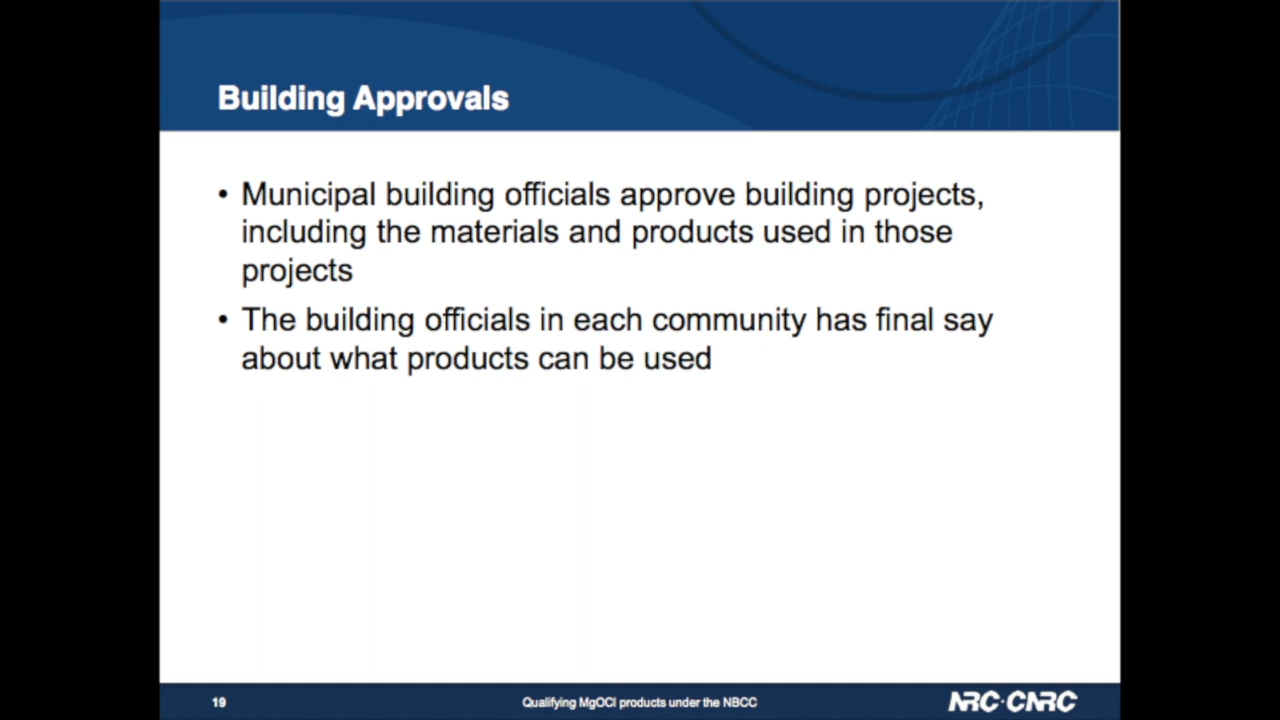 Building Approvals
• Municipal building officials approve building projects,
including the materials and products used in those
projects
• The building officials in each community has final say
about what products can be used
19
Qualifying MgOCl products under the NBCC
NRC·CNRC